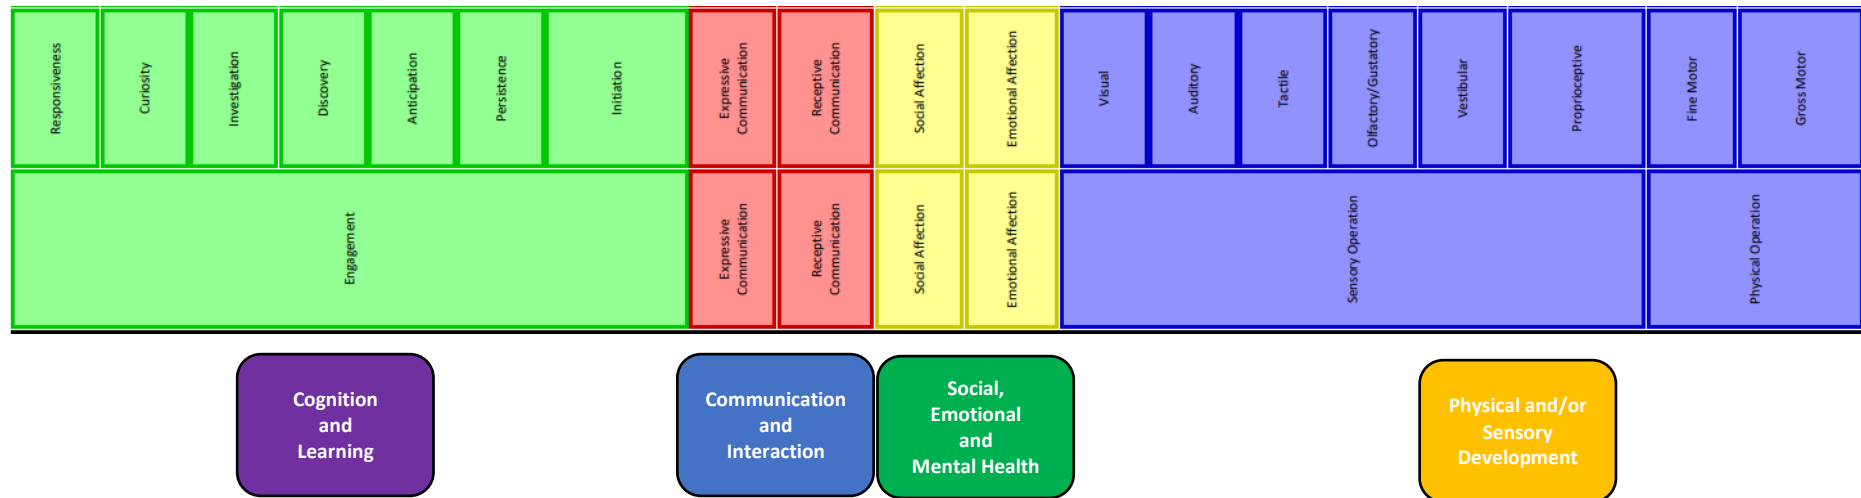 Responsiveness
Curiosity
Investigation
Discovery
Anticipation
Persistence
Initiation
Expressive
Communication
Receptive
Communication
Social Affection
Emotional Affection
Visual
Auditory
Tactile
Olfactory/Gustatory
Vestibular
Proprioceptive
Fine Motor
Gross Motor
Engagement
Expressive
Communication
Receptive
Communication
Social Affection
Emotional Affection
Sensory Operation
Physical Operation
Cognition
and
Learning
Communication
and
Interaction
Social,
Emotional
and
Mental Health
Physical and/or
Sensory
Development